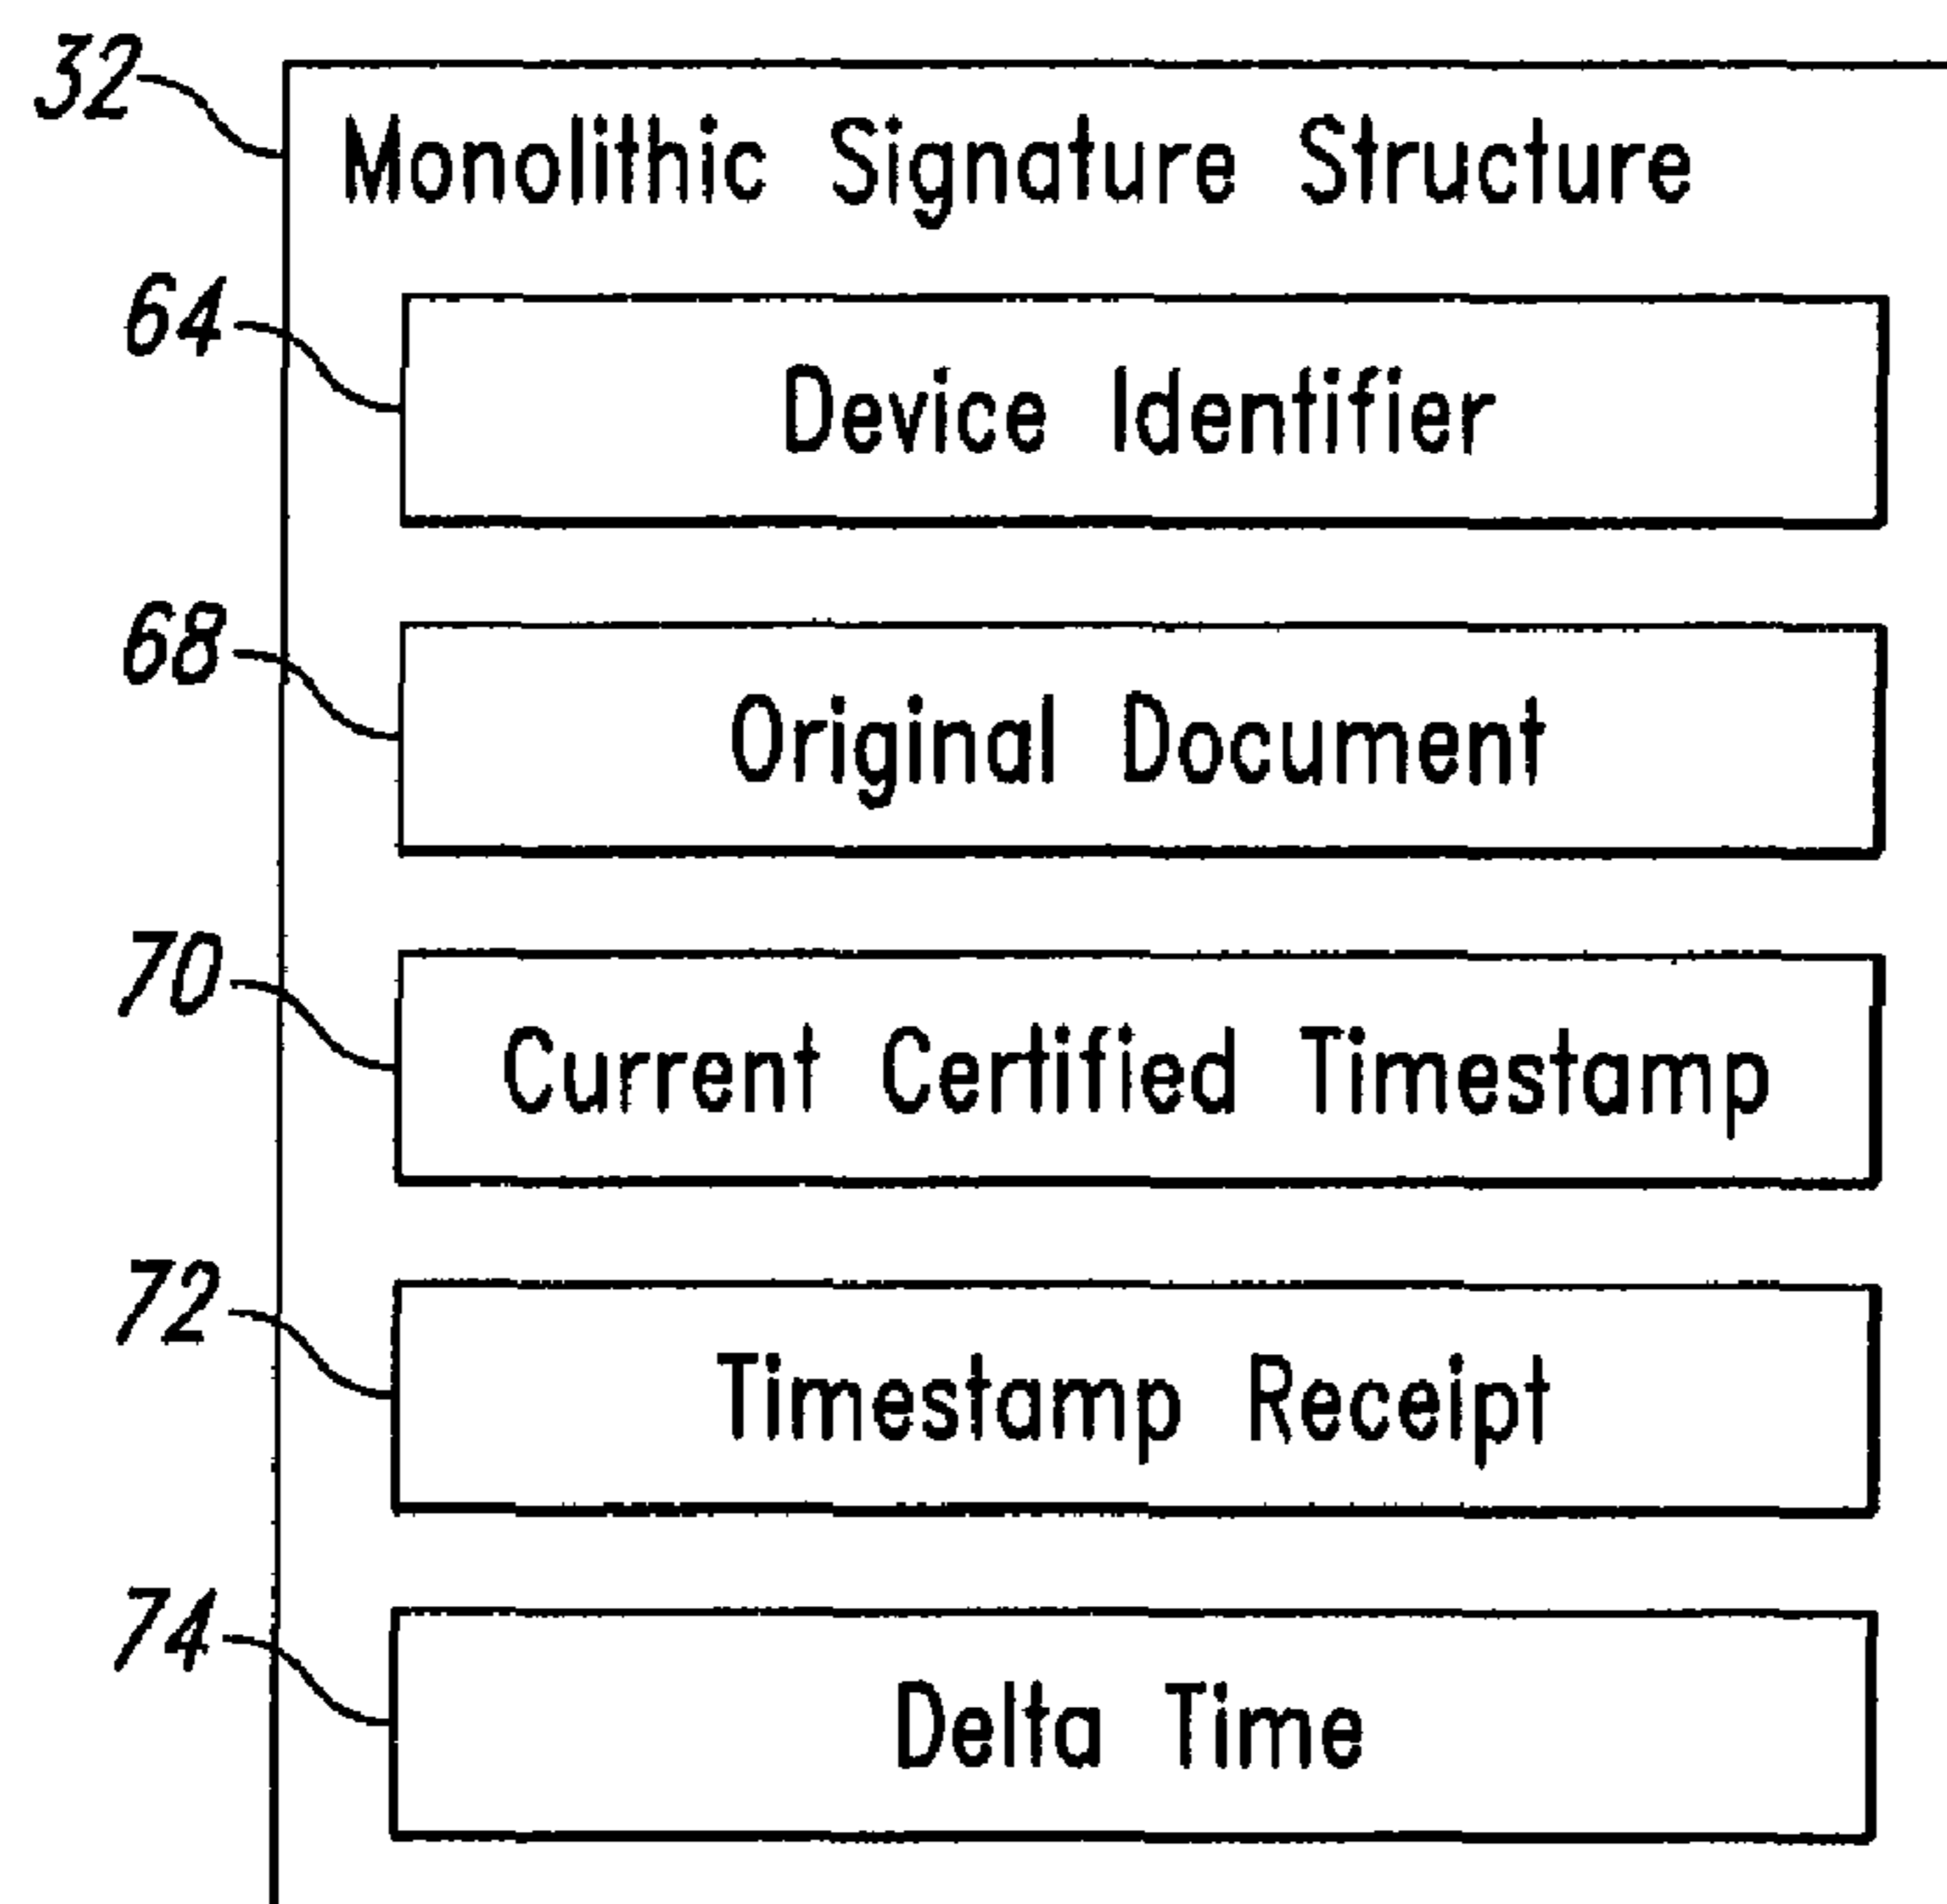 32
Monolithic Signature Structure
64
Device Identifier
68
Original Document
70
Current Certified Timestamp
72
Timestamp Receipt
74
Delta Time